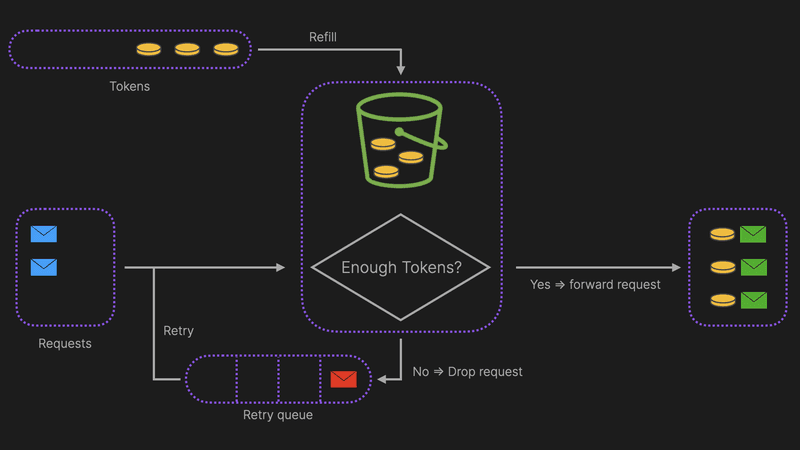 Refill
Tokens
Enough Tokens?
Yes ⇒ forward request
Requests
Retry
No ⇒ Drop request
Retry queue